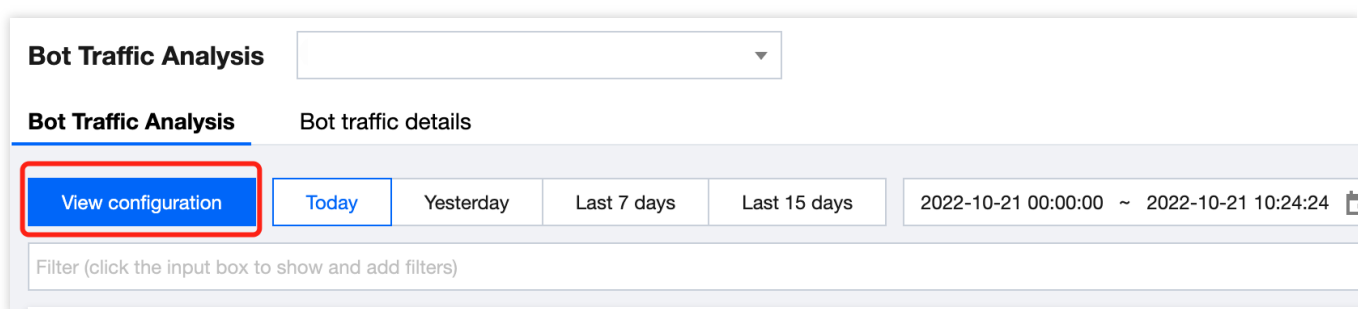 Bot Traffic Analysis
Bot Traffic Analysis Bot traffic details
View configuration Today Yesterday Last 7 days Last 15 days 2022-10-21 00:00:00 ~ 2022-10-21 10:24:24
Filter (click the input box to show and add filters)